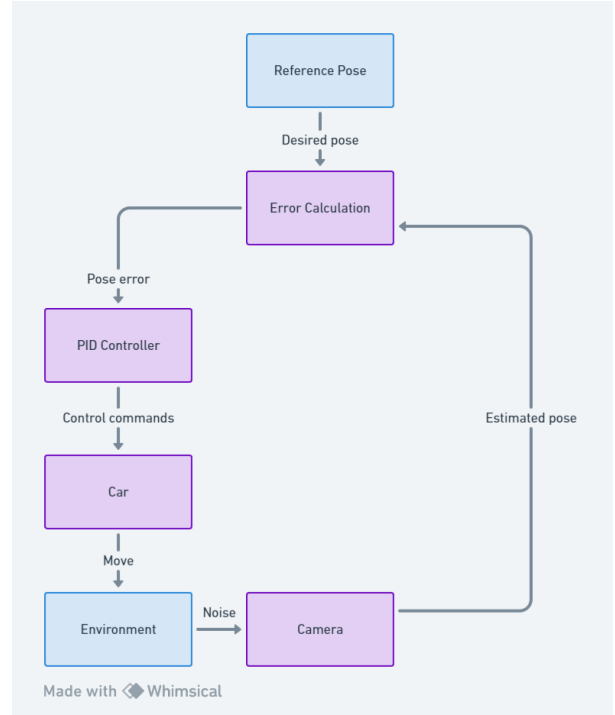 Reference Pose
Desired pose
Error Calculation
Pose error
PID Controller
Control commands
Estimated pose
Car
Move
Environment
Noise
Camera
Made with Whimsical